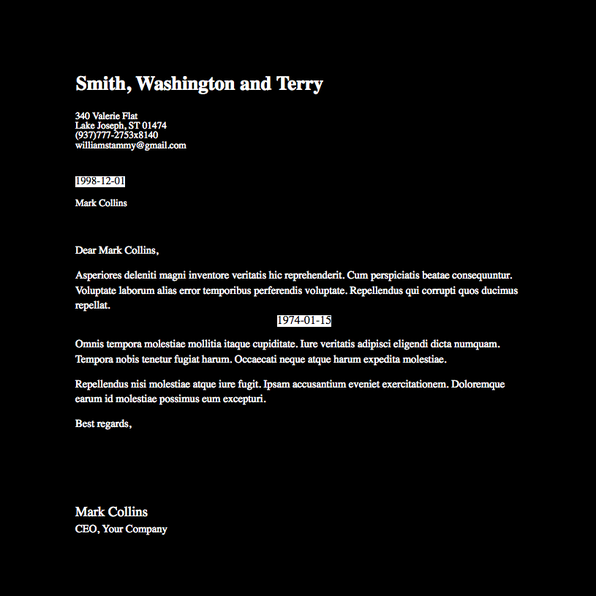 Smith, Washington and Terry
340 Valerie Flat
Lake Joseph, ST 01474
(937)777-2753x8140
williamstammy@gmail.com
1998-12-01
Mark Collins
Dear Mark Collins,
Asperiores deleniti magni inventore veritatis hic reprehenderit. Cum perspiciatis beatae consequuntur.
Voluptate laborum alias error temporibus perferendis voluptate. Repellendus qui corrupti quos ducimus
repellat.
1974-01-15
Omnis tempora molestiae mollitia itaque cupiditate. Iure veritatis adipisci eligendi dicta numquam.
Tempora nobis tenetur fugiat harum. Occaecati neque atque harum expedita molestiae.
Repellendus nisi molestiae atque iure fugit. Ipsam accusantium eveniet exercitationem. Doloremque
earum id molestiae possimus eum excepturi.
Best regards,
Mark Collins
CEO, Your Company